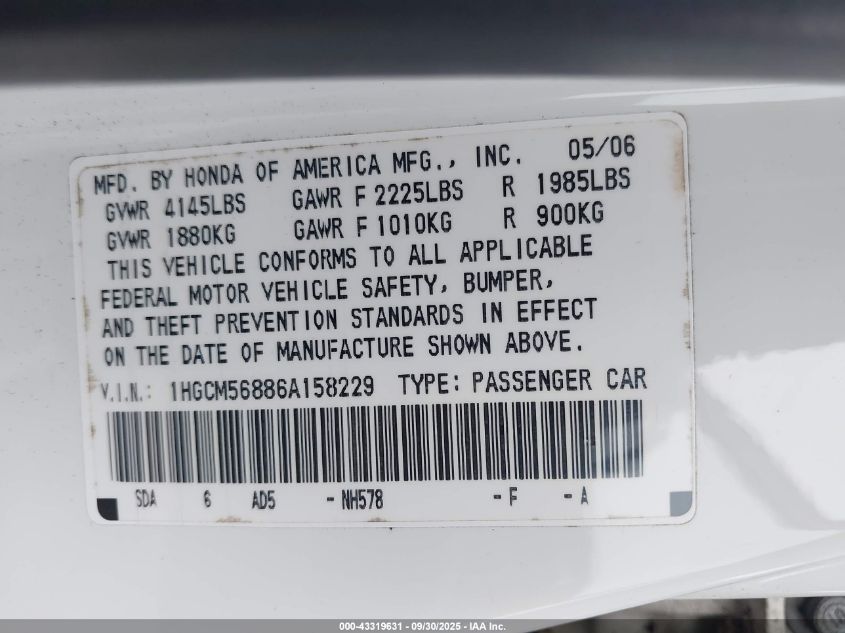 MFD. BY HONDA OF AMERICA MFG., INC. 05/06
GVWR 4145LBS GAWR F 2225LBS R 1985LBS
GVWR 1880KG GAWR F 1010KG R 900KG
THIS VEHICLE CONFORMS TO ALL APPLICABLE
FEDERAL MOTOR VEHICLE SAFETY, BUMPER,
AND THEFT PREVENTION STANDARDS IN EFFECT
ON THE DATE OF MANUFACTURE SHOWN ABOVE.
V.I.N.: 1HGCM56886A158229 TYPE: PASSENGER CAR
SDA 6 AD5 -NH578 -F -A
000-43319631 - 09/30/2025 - IAA Inc.